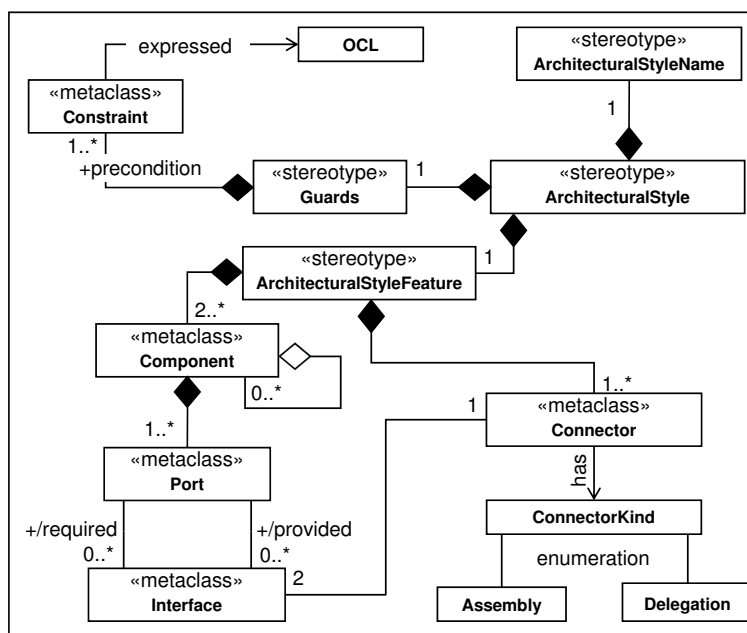 expressed
OCL
«stereotype»
ArchitecturalStyleName
«metaclass»
Constraint
1
1..*
+precondition
«stereotype»
Guards
1
«stereotype»
ArchitecturalStyle
«stereotype»
ArchitecturalStyleFeature
1
2..*
«metaclass»
Component
0..*
1..*
1..*
1
«metaclass»
Connector
«metaclass»
Port
has
+/required
+/provided
0..*
0..*
ConnectorKind
enumeration
«metaclass»
Interface
2
Assembly
Delegation